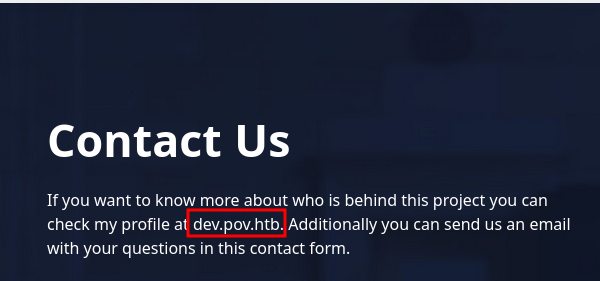 Contact Us
If you want to know more about who is behind this project you can
check my profile at dev.pov.htb. Additionally you can send us an email
with your questions in this contact form.